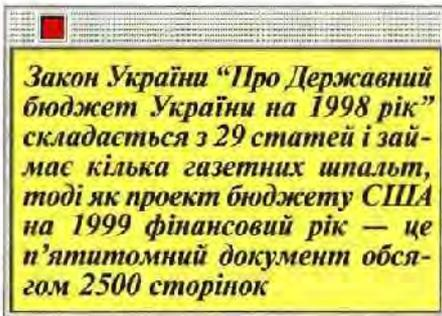 Закон України “Про Державний
бюджет України на 1998 рік”
складається з 29 статей і зай-
має кілька газетних шпальт,
тоді як проект бюджету США
на 1999 фінансовий рік — це
п’ятитомний документ обся-
гом 2500 сторінок